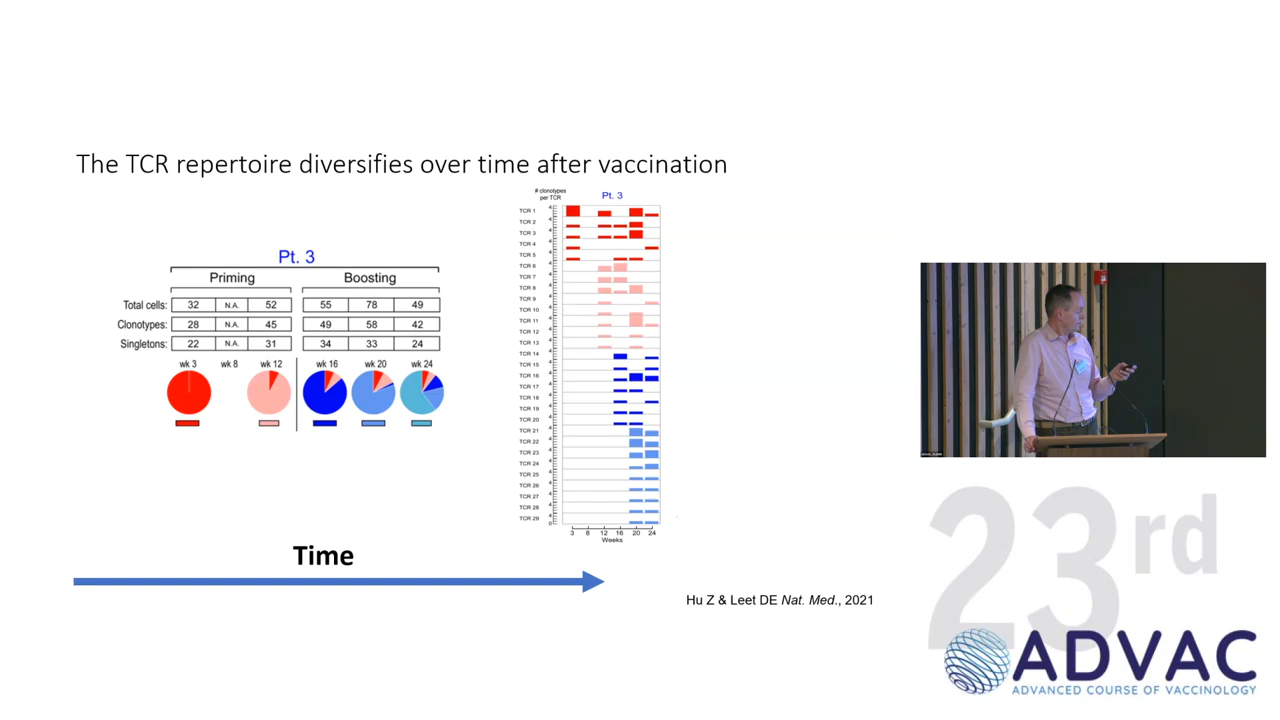 The TCR repertoire diversifies over time after vaccination
Pt. 3
Priming Boosting
Total cells: 32 N.A. 52 55 78 49
Clonotypes: 28 N.A. 45 49 58 42
Singletons: 22 N.A. 31 34 33 24
wk 3 wk 8 wk 12 wk 16 wk 20 wk 24
# clonotypes
per TCR
Pt. 3
TCR 1
TCR 2
TCR 3
TCR 4
TCR 5
TCR 6
TCR 7
TCR 8
TCR 9
TCR 10
TCR 11
TCR 12
TCR 13
TCR 14
TCR 15
TCR 16
TCR 17
TCR 18
TCR 19
TCR 20
TCR 21
TCR 22
TCR 23
TCR 24
TCR 25
TCR 26
TCR 27
TCR 28
TCR 29
3 8 12 16 20 24
Weeks
Time
Hu Z & Leet DE Nat. Med., 2021
23rd
ADVAC
ADVANCED COURSE OF VACCINOLOGY